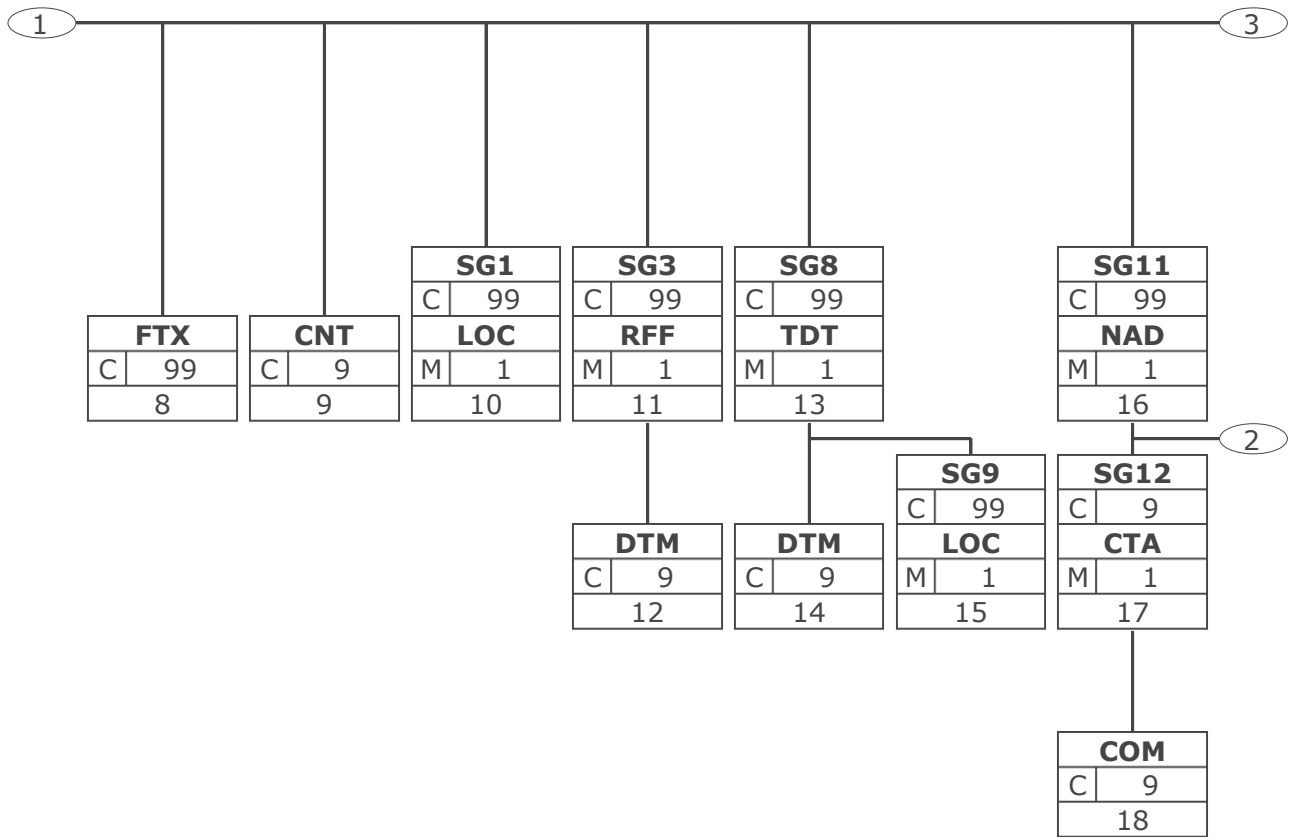 1 3
SG1 SG3 SG8 SG11
C 99 C 99 C 99 C 99
FTX CNT LOC RFF TDT NAD
C 99 C 9 M 1 M 1 M 1 M 1
8 9 10 11 13 16
2
SG9 SG12
C 99 C 9
DTM DTM LOC CTA
C 9 C 9 M 1 M 1
12 14 15 17
COM
C 9
18